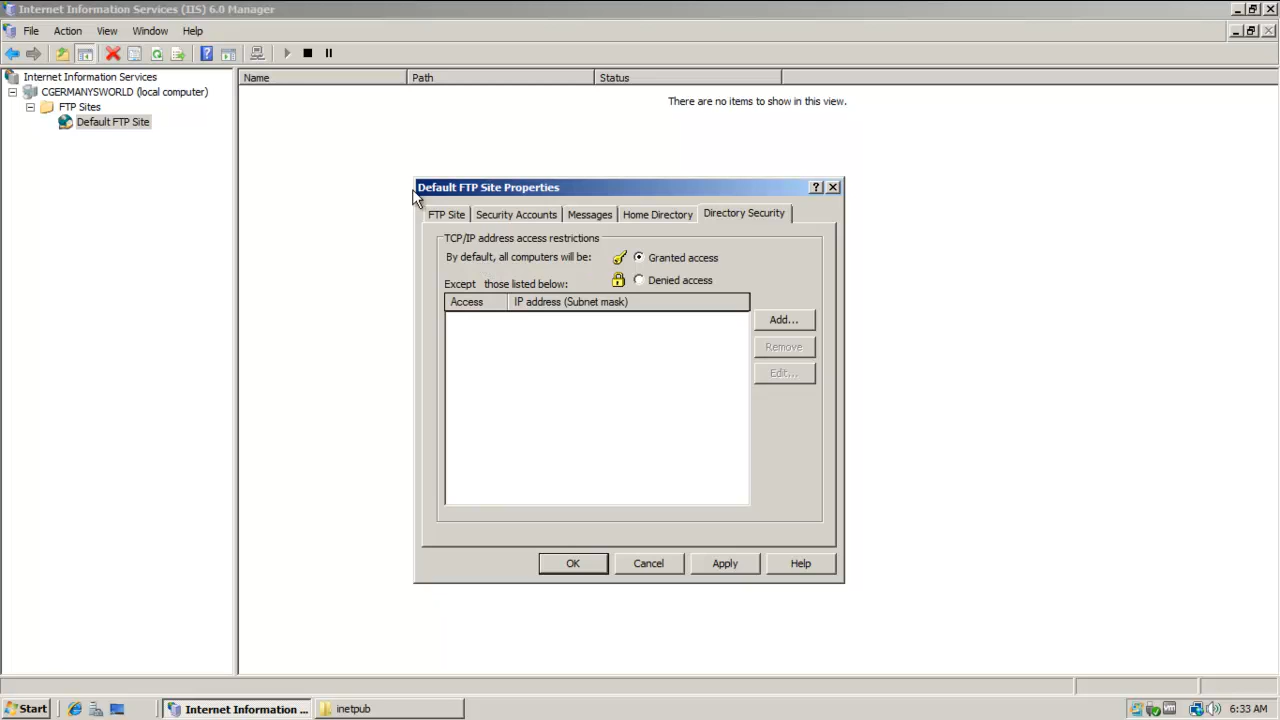 Internet Information Services (IIS) 6.0 Manager
File Action View Window Help
Internet Information Services
CGERMANYSWORLD (local computer)
FTP Sites
Default FTP Site
Name Path Status
There are no items to show in this view.
Default FTP Site Properties
FTP Site Security Accounts Messages Home Directory Directory Security
TCP/IP address access restrictions
By default, all computers will be: Granted access
Denied access
Except those listed below:
Access IP address (Subnet mask)
Add...
Remove
Edit...
OK Cancel Apply Help
Start Internet Information ... inetpub 6:33 AM